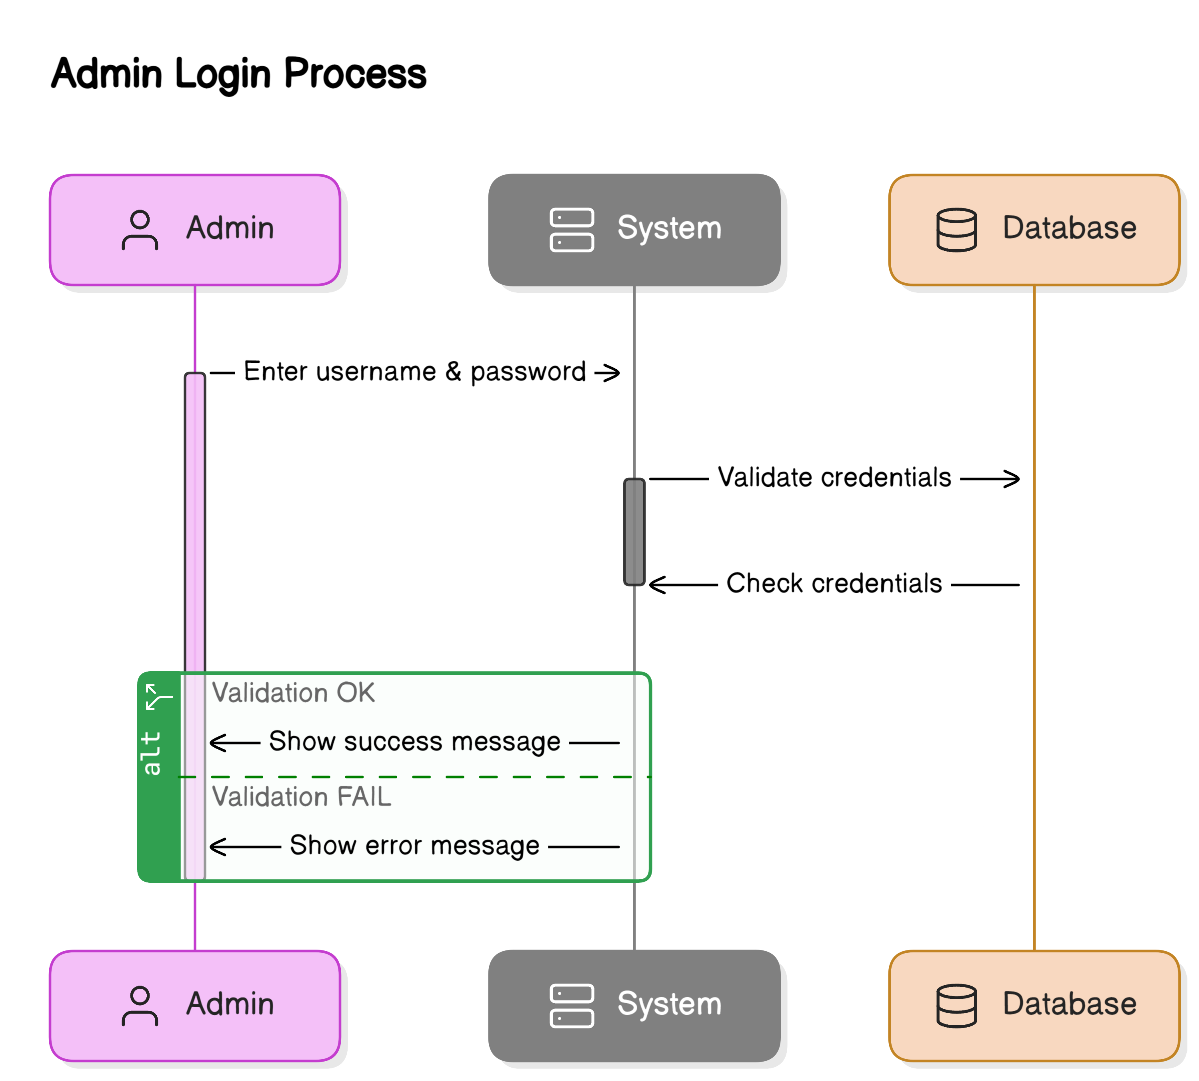 Admin Login Process
Admin
System
Database
Enter username & password
Validate credentials
Check credentials
alt
Validation OK
Show success message
Validation FAIL
Show error message
Admin
System
Database